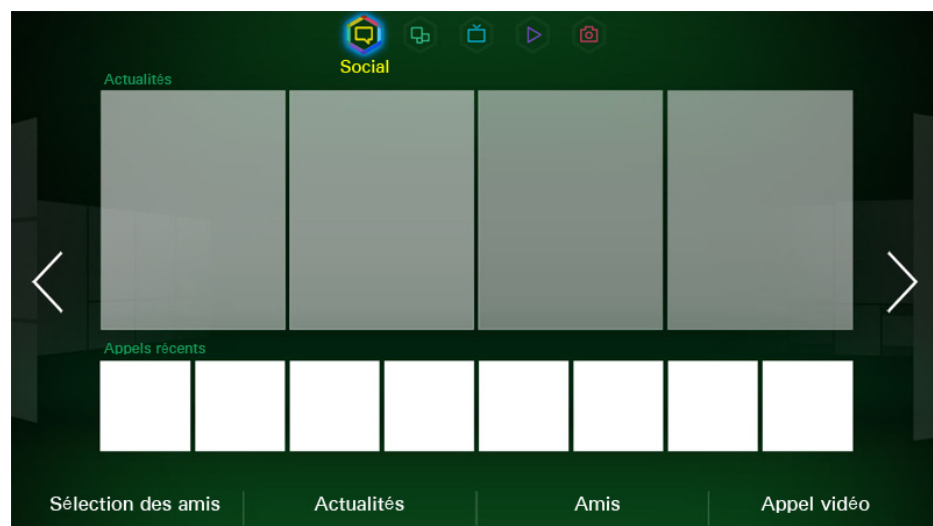 Social
Actualités
Appels récents
Sélection des amis
Actualités
Amis
Appel vidéo